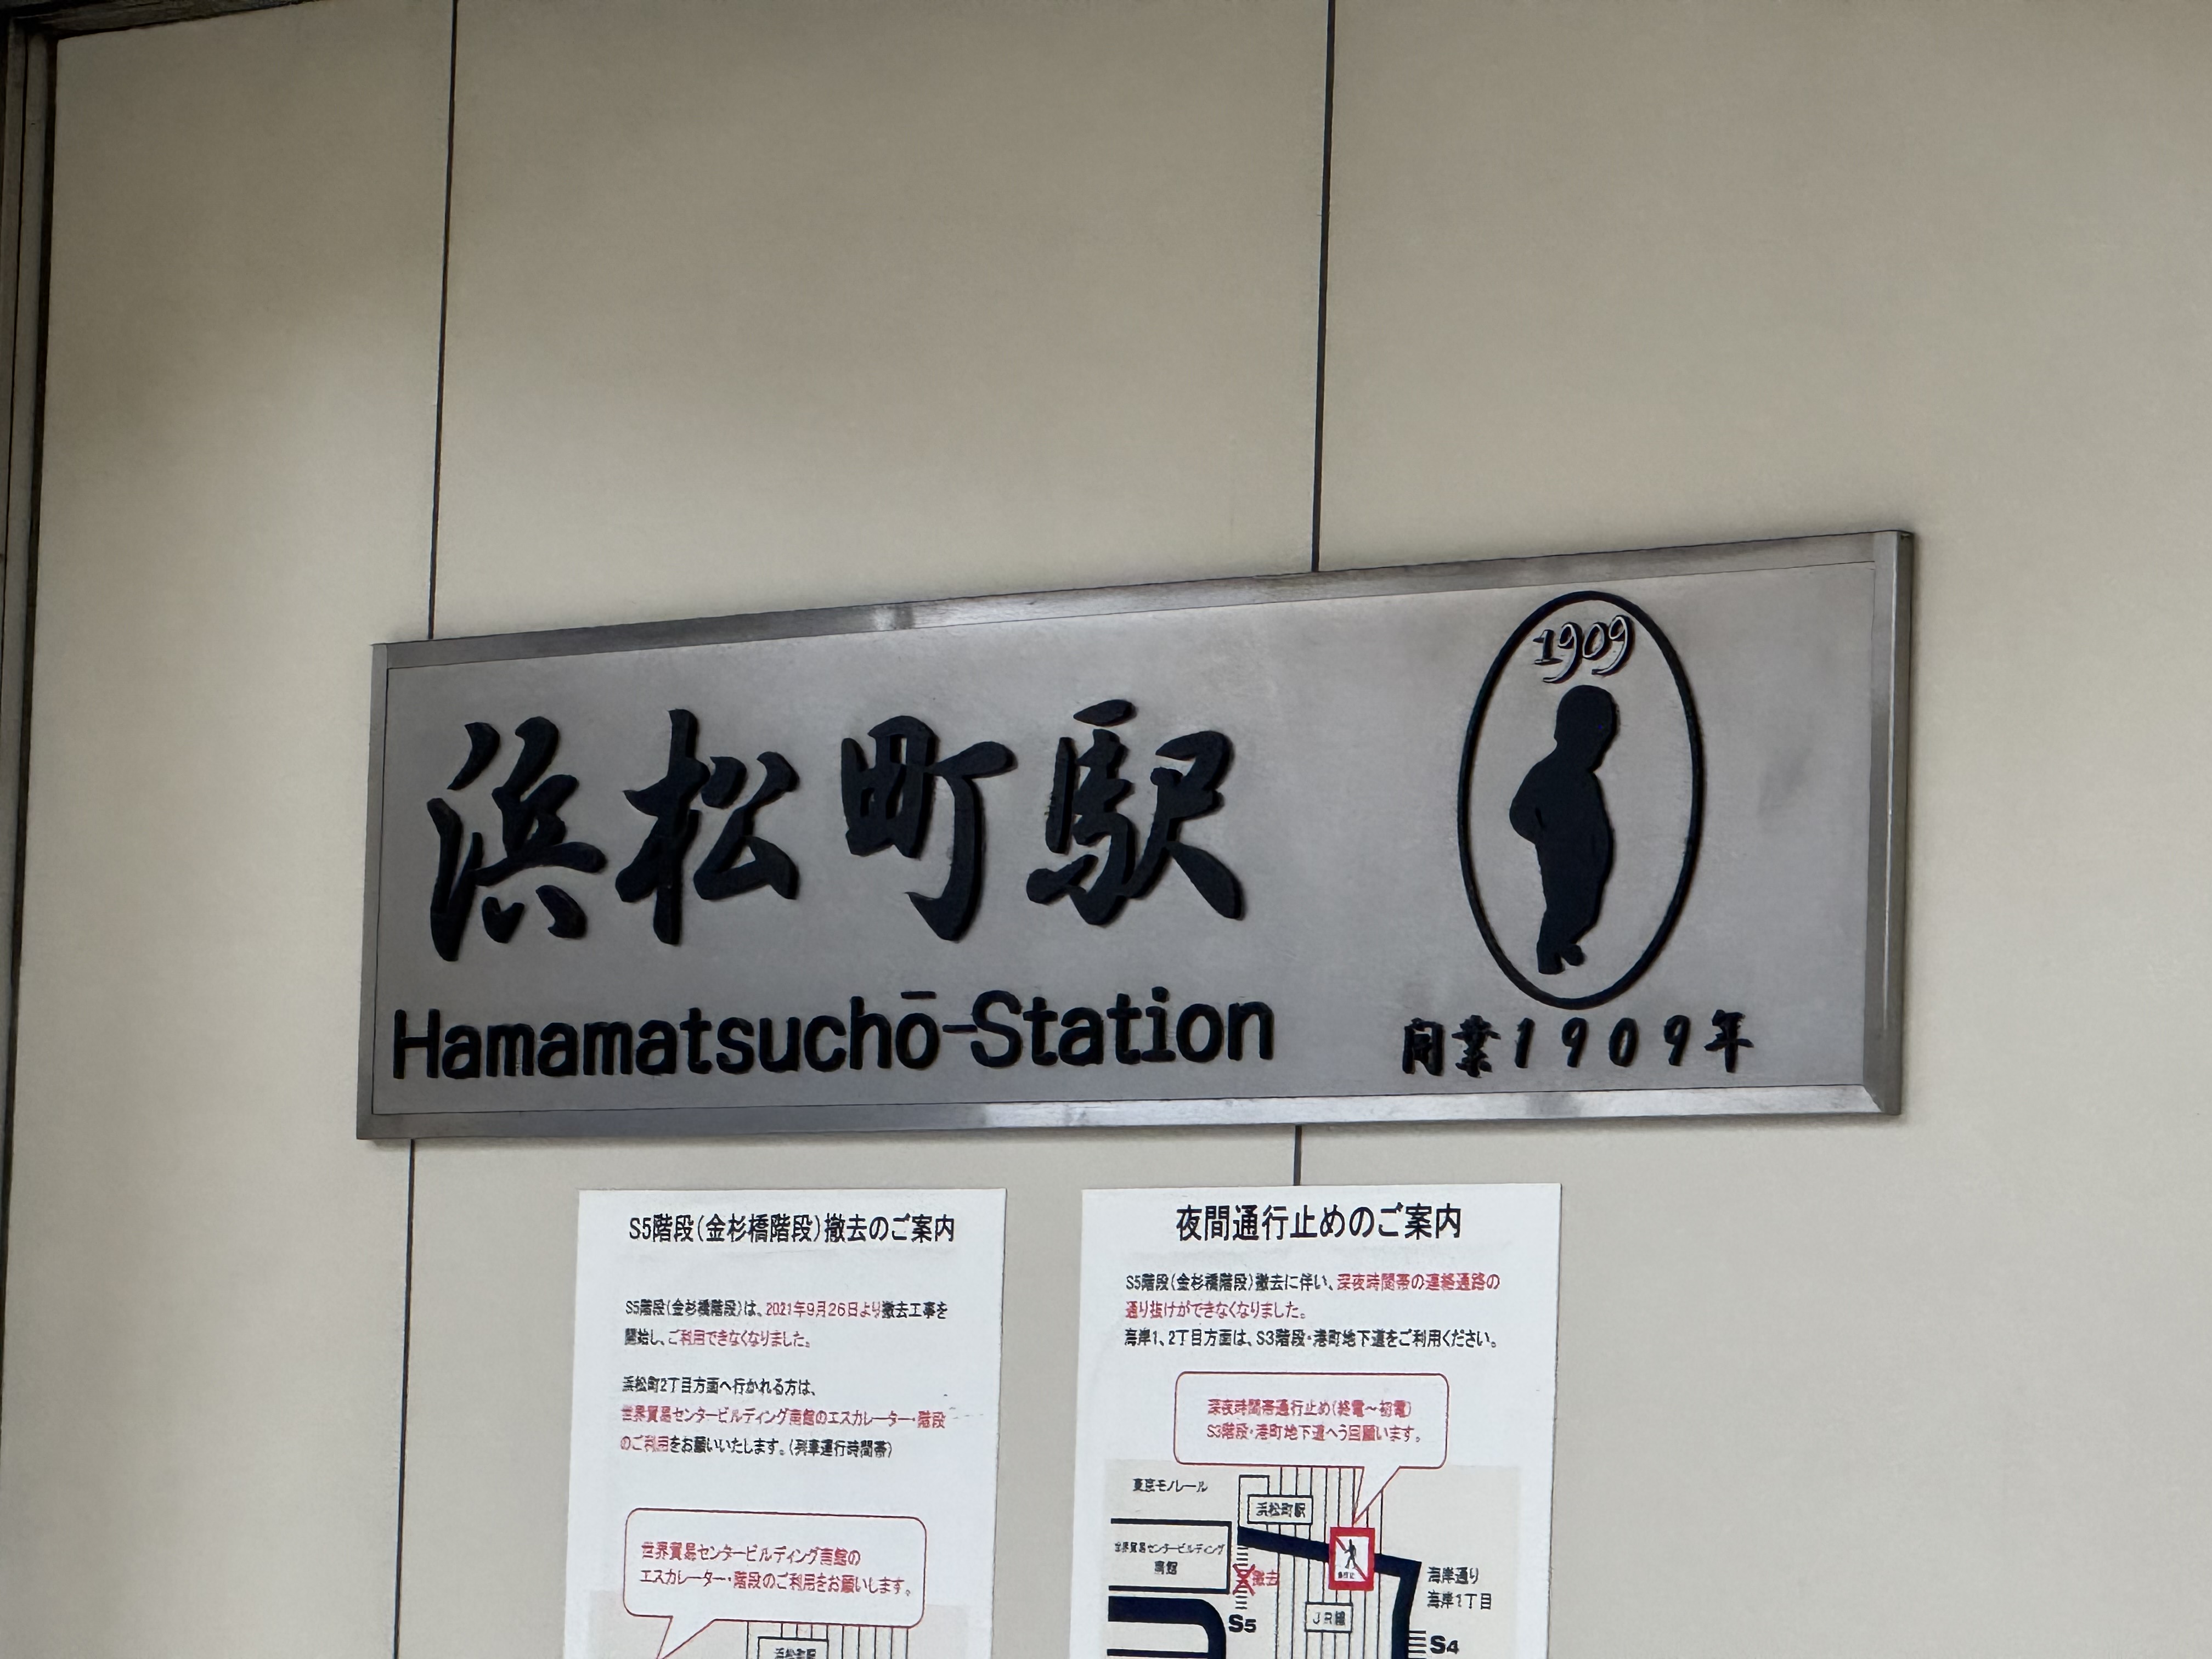 浜松町駅
Hamamatsuchō-Station
1909
開業1909年
S5階段(金杉橋階段)撤去のご案内
S5階段(金杉橋階段)は、2021年9月26日より撤去工事を
開始し、ご利用できなくなりました。
浜松町2丁目方面へ行かれる方は、
世界貿易センタービルディング南館のエスカレーター・階段
のご利用をお願いいたします。(列車運行時間帯)
世界貿易センタービルディング南館の
エスカレーター・階段のご利用をお願いします。
浜松町駅
夜間通行止めのご案内
S5階段(金杉橋階段)撤去に伴い、深夜時間帯の連絡通路の
通り抜けができなくなりました。
海岸1、2丁目方面は、S3階段・港町地下道をご利用ください。
深夜時間帯通行止め(終電～初電)
S3階段・港町地下道へう回願います。
東京モノレール
浜松町駅
世界貿易センタービルディング
南館
撤去
海岸通り
海岸1丁目
JR線
S5
S4